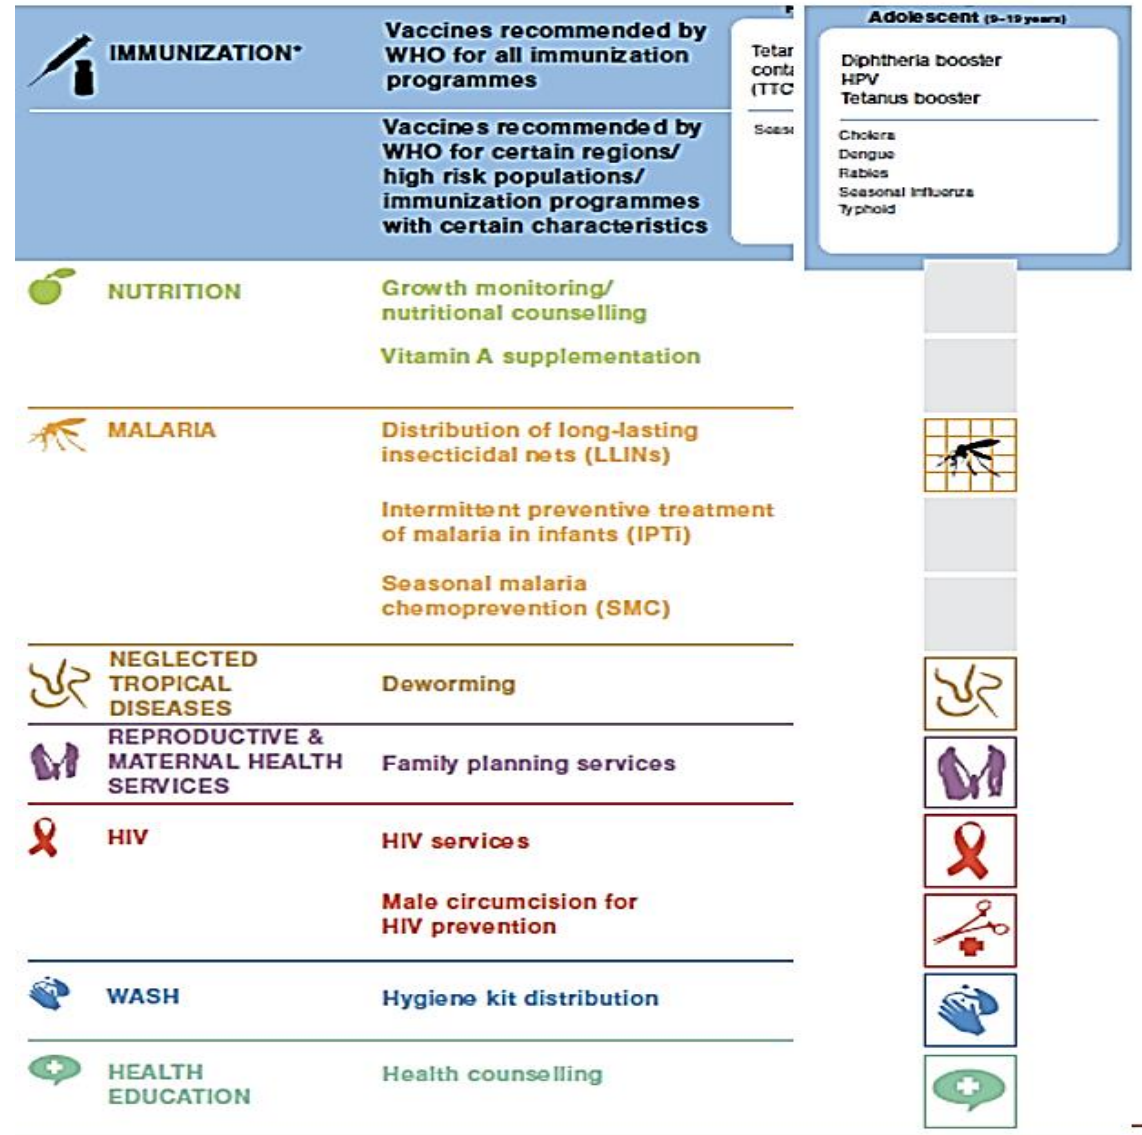 IMMUNIZATION*
Vaccines recommended by
WHO for all immunization
programmes
Vaccines recommended by
WHO for certain regions/
high risk populations/
immunization programmes
with certain characteristics
(TTC
Adolescent (9-19 years)
Diphtheria booster
HPV
Tetanus booster
Cholera
Dengue
Rabies
Seasonal Influenza
Typhoid
NUTRITION
Growth monitoring/
nutritional counselling
Vitamin A supplementation
MALARIA
Distribution of long-lasting
insecticidal nets (LLINs)
Intermittent preventive treatment
of malaria in infants (IPTi)
Seasonal malaria
chemoprevention (SMC)
NEGLECTED
TROPICAL
DISEASES
Deworming
REPRODUCTIVE &
MATERNAL HEALTH
SERVICES
Family planning services
HIV
HIV services
Male circumcision for
HIV prevention
WASH
Hygiene kit distribution
HEALTH
EDUCATION
Health counselling